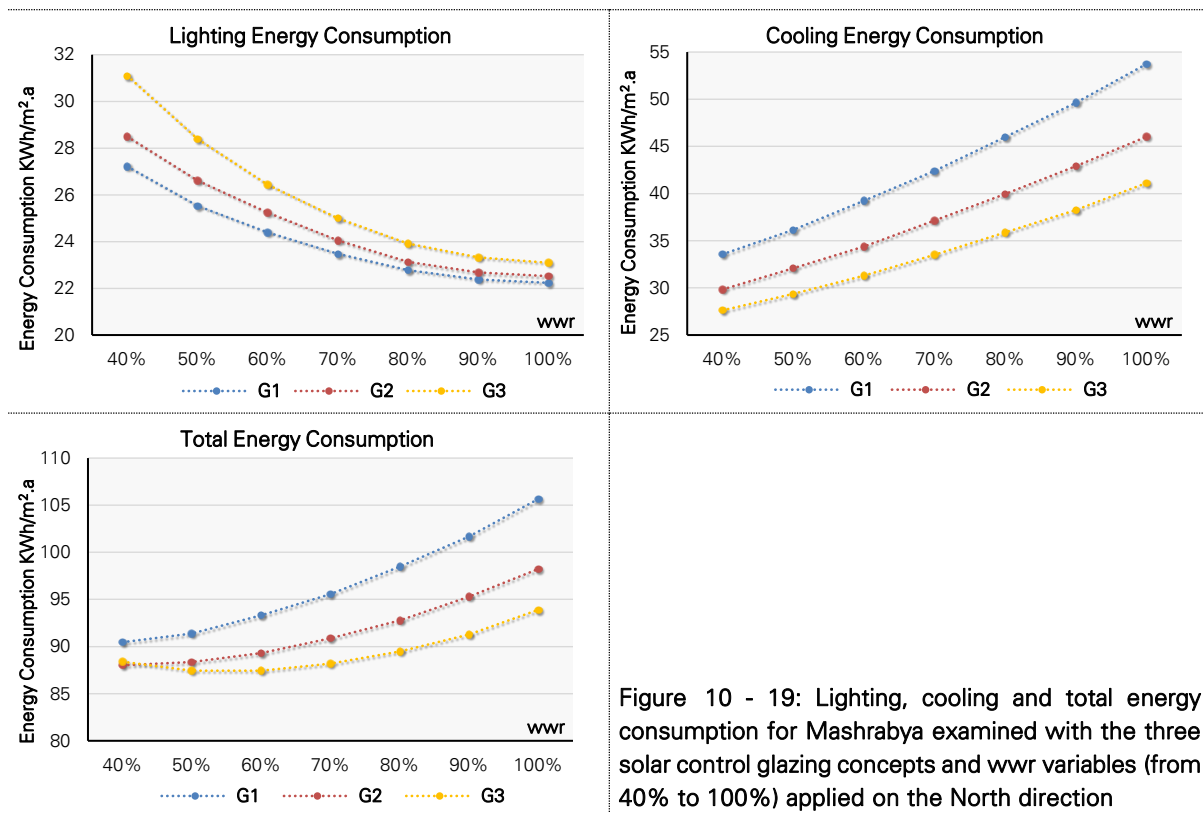 Lighting Energy Consumption
Energy Consumption KWh/m².a
32
30
28
26
24
22
20
wwr
40% 50% 60% 70% 80% 90% 100%
G1 G2 G3
Cooling Energy Consumption
Energy Consumption KWh/m².a
55
50
45
40
35
30
25
wwr
40% 50% 60% 70% 80% 90% 100%
G1 G2 G3
Total Energy Consumption
Energy Consumption KWh/m².a
110
105
100
95
90
85
80
wwr
40% 50% 60% 70% 80% 90% 100%
G1 G2 G3
Figure 10 - 19: Lighting, cooling and total energy
consumption for Mashrabya examined with the three
solar control glazing concepts and wwr variables (from
40% to 100%) applied on the North direction